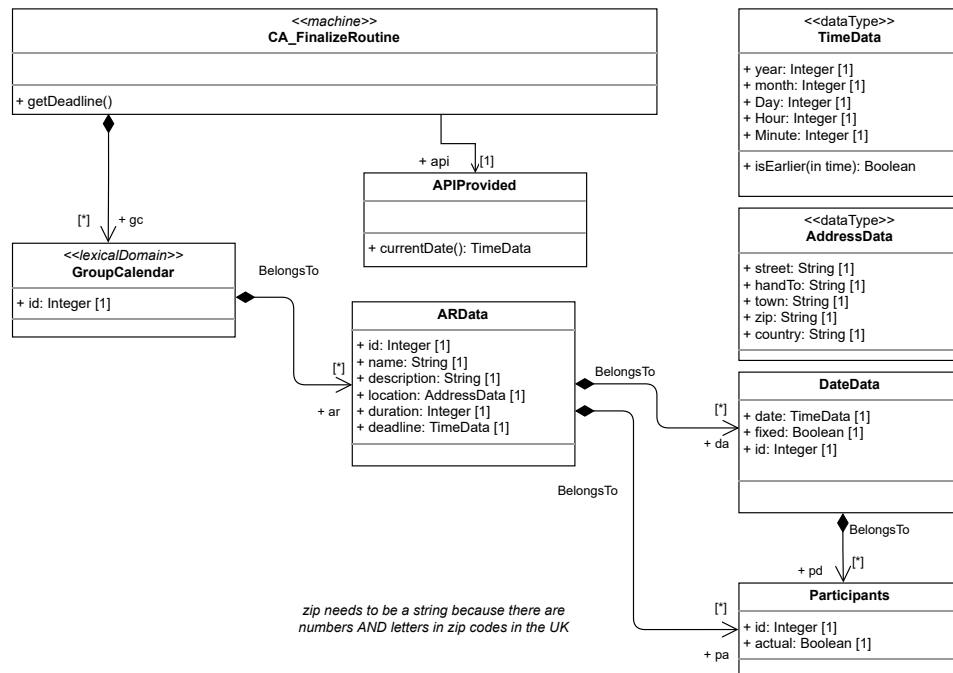 <<machine>>
CA_FinalizeRoutine
+ getDeadline()
+ api
[1]
APIProvided
+ currentDate(): TimeData
[*]
+ gc
<<lexicalDomain>>
GroupCalendar
+ id: Integer [1]
BelongsTo
[*]
+ ar
ARData
+ id: Integer [1]
+ name: String [1]
+ description: String [1]
+ location: AddressData [1]
+ duration: Integer [1]
+ deadline: TimeData [1]
BelongsTo
[*]
+ da
BelongsTo
[*]
+ pa
<<dataType>>
TimeData
+ year: Integer [1]
+ month: Integer [1]
+ Day: Integer [1]
+ Hour: Integer [1]
+ Minute: Integer [1]
+ isEarlier(in time): Boolean
<<dataType>>
AddressData
+ street: String [1]
+ handTo: String [1]
+ town: String [1]
+ zip: String [1]
+ country: String [1]
DateData
+ date: TimeData [1]
+ fixed: Boolean [1]
+ id: Integer [1]
BelongsTo
[*]
+ pd
Participants
+ id: Integer [1]
+ actual: Boolean [1]
zip needs to be a string because there are
numbers AND letters in zip codes in the UK